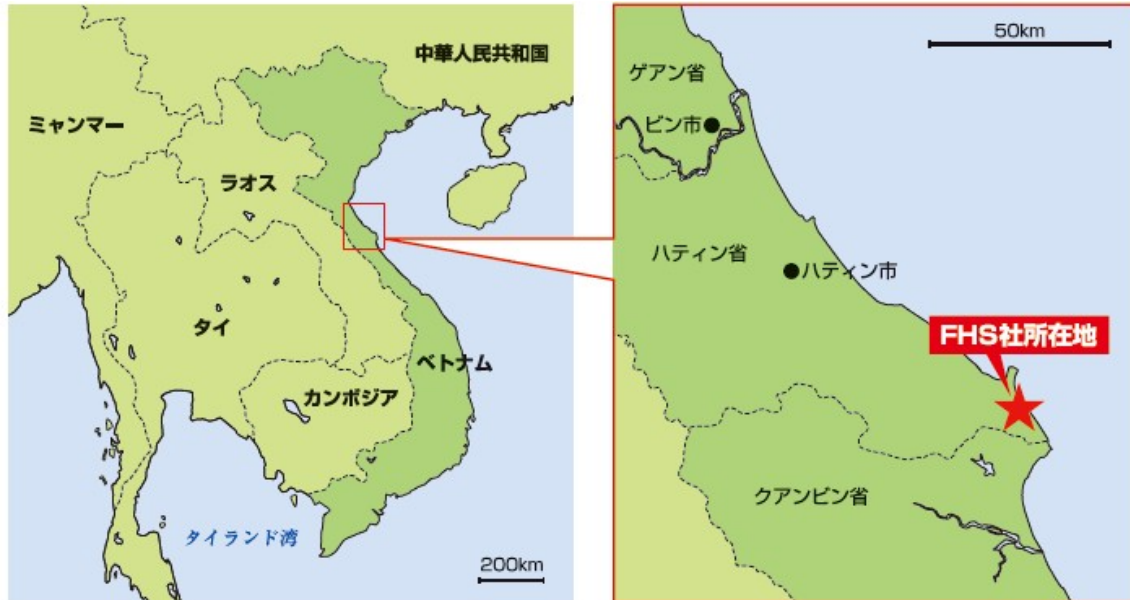 中華人民共和国
ミャンマー
ラオス
タイ
ベトナム
カンボジア
タイランド湾
200km
50km
ゲアン省
ビン市
ハティン省
ハティン市
FHS社所在地
クアンビン省